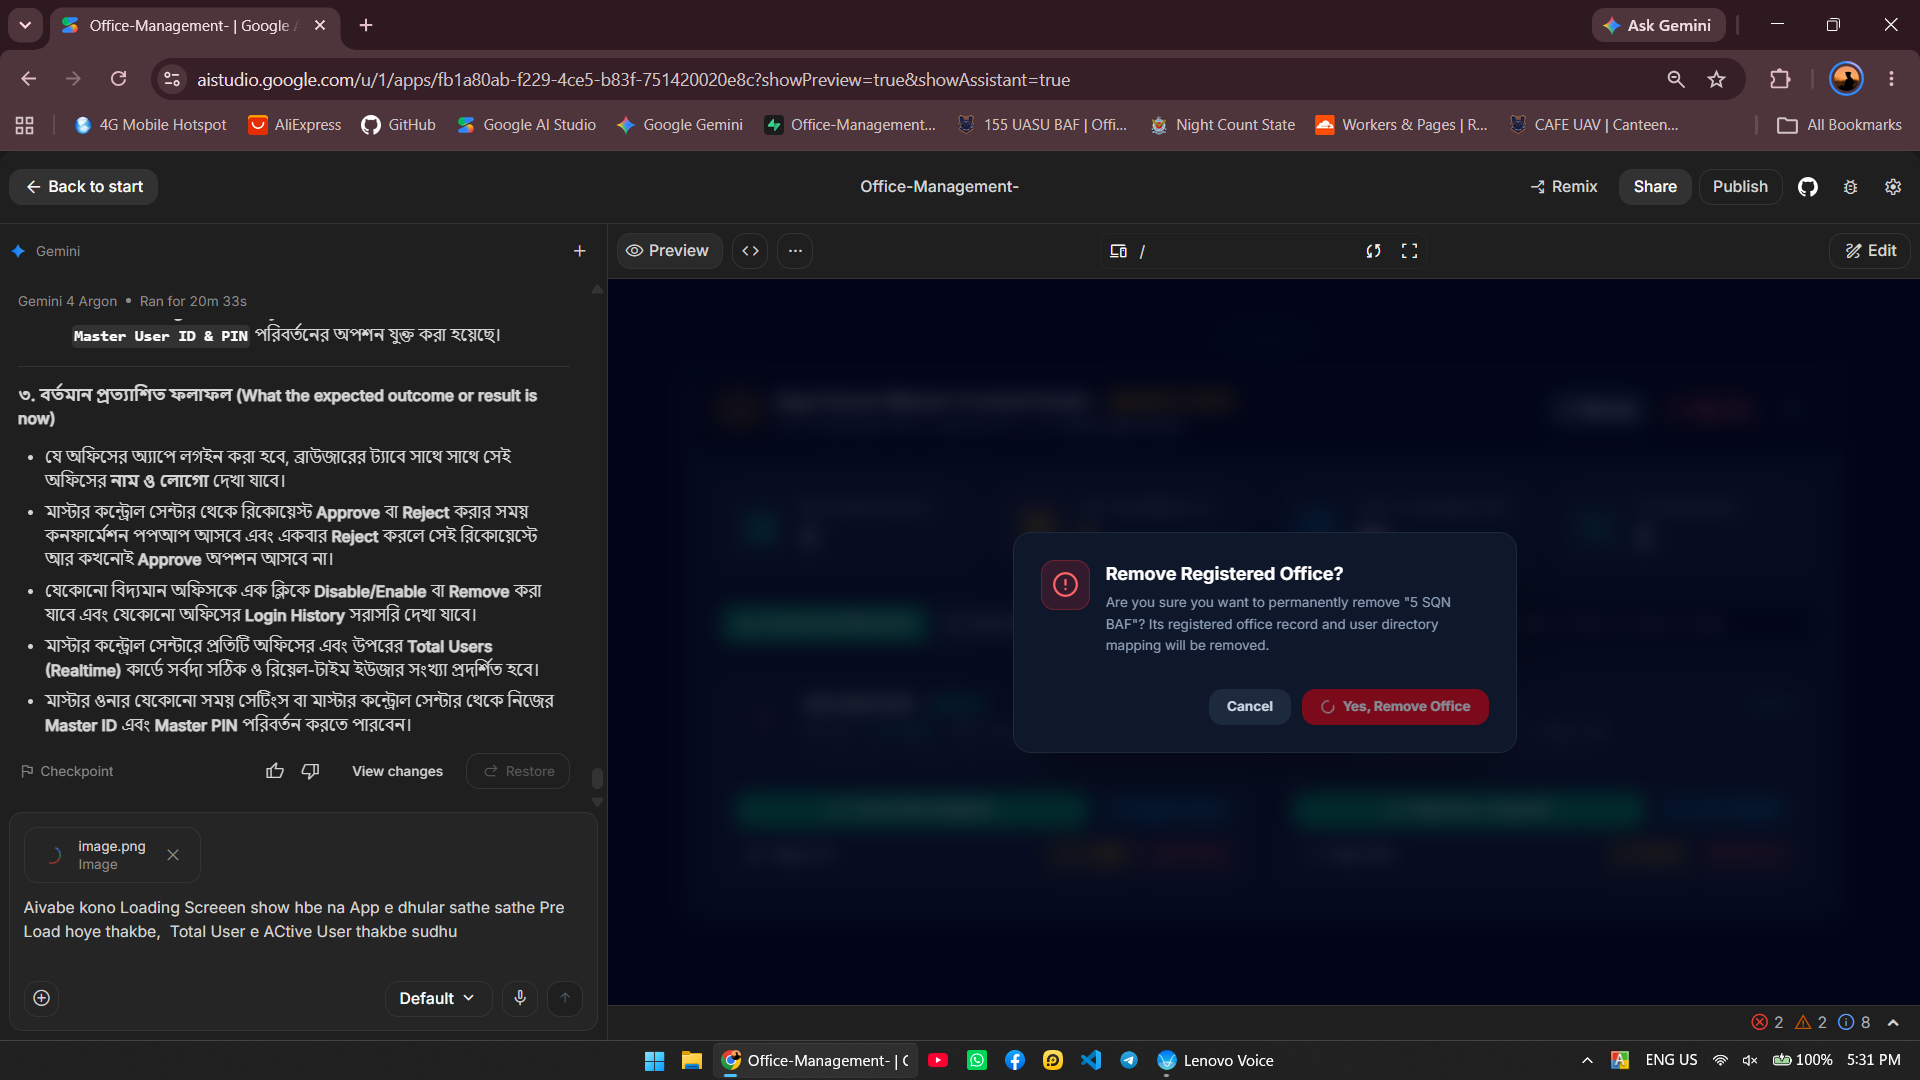 Office-Management- | Google A
Ask Gemini
aistudio.google.com/u/1/apps/fb1a80ab-f229-4ce5-b83f-751420020e8c?showPreview=true&showAssistant=true
4G Mobile Hotspot
AliExpress
GitHub
Google AI Studio
Google Gemini
Office-Management...
155 UASU BAF | Offi...
Night Count State
Workers & Pages | R...
CAFE UAV | Canteen...
All Bookmarks
Back to start
Office-Management-
Remix
Share
Publish
Gemini
Preview
/
Edit
Gemini 4 Argon • Ran for 20m 33s
Master User ID & PIN পরিবর্তনের অপশন যুক্ত করা হয়েছে।
৩. বর্তমান প্রত্যাশিত ফলাফল (What the expected outcome or result is
now)
• যে অফিসের অ্যাপে লগইন করা হবে, ব্রাউজারের ট্যাবে সাথে সাথে সেই
অফিসের নাম ও লোগো দেখা যাবে।
• মাস্টার কন্ট্রোল সেন্টার থেকে রিকোয়েস্ট Approve বা Reject করার সময়
কনফার্মেশন পপআপ আসবে এবং একবার Reject করলে সেই রিকোয়েস্টে
আর কখনোই Approve অপশন আসবে না।
• যেকোনো বিদ্যমান অফিসকে এক ক্লিকে Disable/Enable বা Remove করা
যাবে এবং যেকোনো অফিসের Login History সরাসরি দেখা যাবে।
• মাস্টার কন্ট্রোল সেন্টারে প্রতিটি অফিসের এবং উপরের Total Users
(Realtime) কার্ডে সর্বদা সঠিক ও রিয়েল-টাইম ইউজার সংখ্যা প্রদর্শিত হবে।
• মাস্টার ওনার যেকোনো সময় সেটিংস বা মাস্টার কন্ট্রোল সেন্টার থেকে নিজের
Master ID এবং Master PIN পরিবর্তন করতে পারবেন।
Checkpoint
View changes
Restore
image.png
Image
Aivabe kono Loading Screeen show hbe na App e dhular sathe sathe Pre
Load hoye thakbe,  Total User e ACtive User thakbe sudhu
Default
Remove Registered Office?
Are you sure you want to permanently remove "5 SQN
BAF"? Its registered office record and user directory
mapping will be removed.
Cancel
Yes, Remove Office
2
2
8
Office-Management- | G
Lenovo Voice
ENG US
100%
5:31 PM